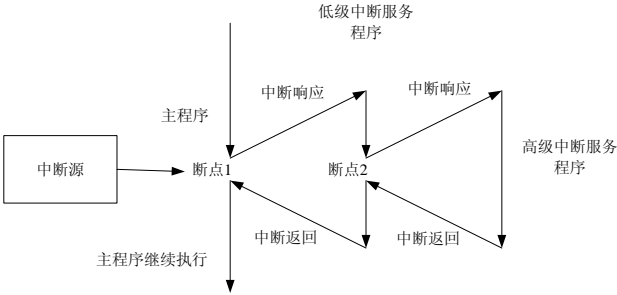 低级中断服务
程序
中断响应
中断响应
主程序
高级中断服务
程序
中断源
断点1
断点2
中断返回
中断返回
主程序继续执行